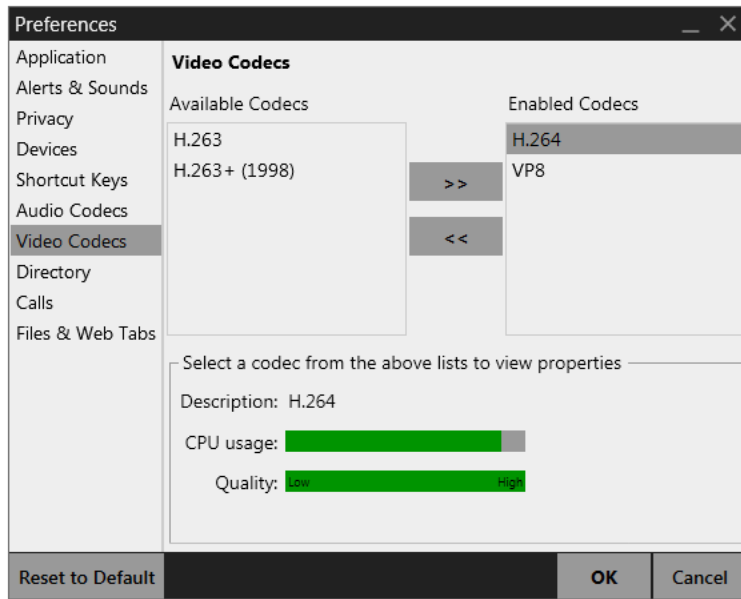 Preferences
Application
Alerts & Sounds
Privacy
Devices
Shortcut Keys
Audio Codecs
Video Codecs
Directory
Calls
Files & Web Tabs
Video Codecs
Available Codecs
H.263
H.263+ (1998)
>>
<<
Enabled Codecs
H.264
VP8
Select a codec from the above lists to view properties
Description: H.264
CPU usage:
Quality: Low High
Reset to Default
OK
Cancel